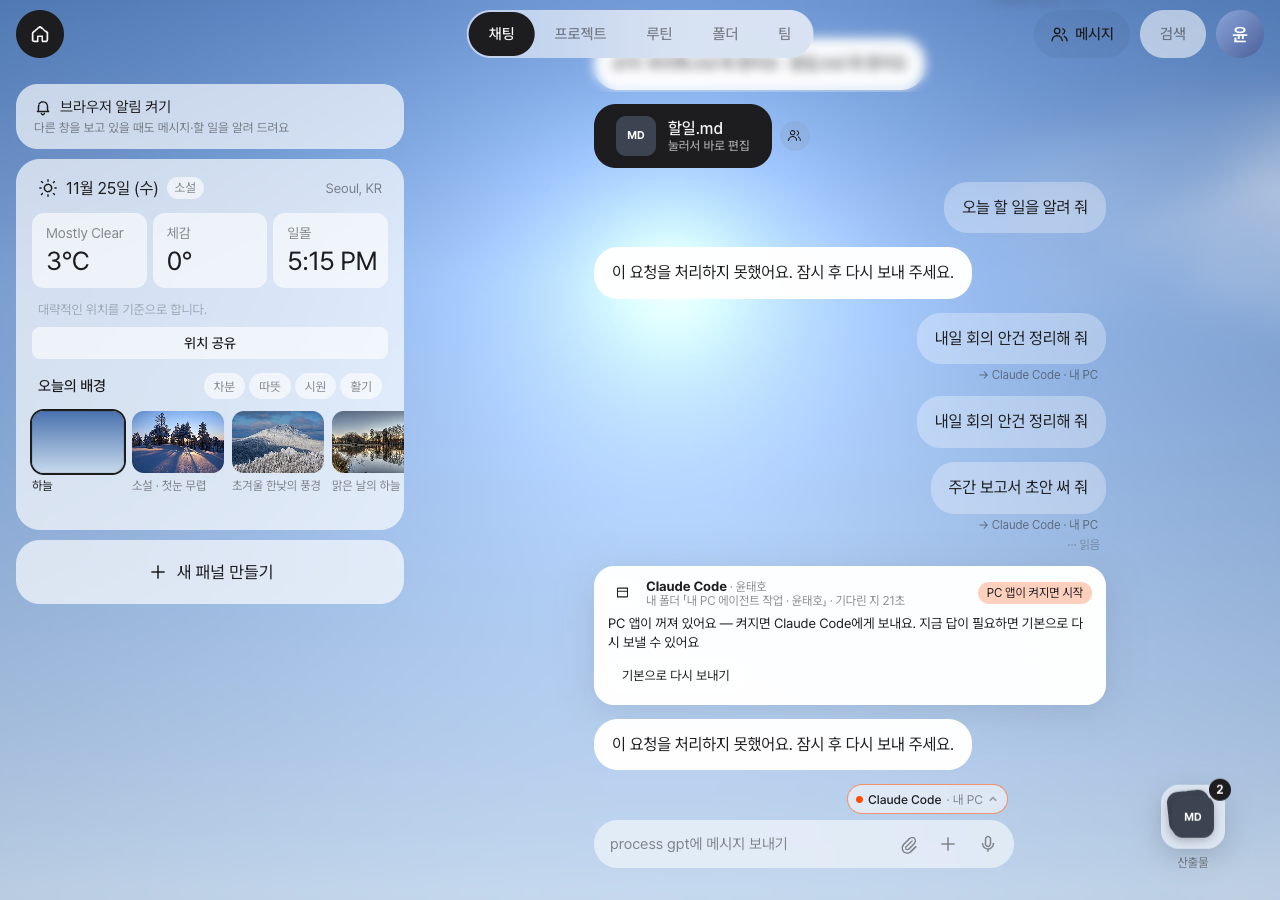 채팅
프로젝트
루틴
폴더
팀
메시지
검색
윤
브라우저 알림 켜기
다른 창을 보고 있을 때도 메시지·할 일을 알려 드려요
11월 25일 (수)
소설
Seoul, KR
Mostly Clear
3°C
체감
0°
일몰
5:15 PM
대략적인 위치를 기준으로 합니다.
위치 공유
오늘의 배경
차분
따뜻
시원
활기
하늘
소설 · 첫눈 무렵
초겨울 한낮의 풍경
맑은 날의 하늘
새 패널 만들기
MD
할일.md
눌러서 바로 편집
오늘 할 일을 알려 줘
이 요청을 처리하지 못했어요. 잠시 후 다시 보내 주세요.
내일 회의 안건 정리해 줘
→ Claude Code · 내 PC
내일 회의 안건 정리해 줘
주간 보고서 초안 써 줘
→ Claude Code · 내 PC
··· 읽음
Claude Code · 윤태호
내 폴더 「내 PC 에이전트 작업 · 윤태호」 · 기다린 지 21초
PC 앱이 켜지면 시작
PC 앱이 꺼져 있어요 — 켜지면 Claude Code에게 보내요. 지금 답이 필요하면 기본으로 다
시 보낼 수 있어요
기본으로 다시 보내기
이 요청을 처리하지 못했어요. 잠시 후 다시 보내 주세요.
Claude Code · 내 PC
process gpt에 메시지 보내기
2
MD
산출물